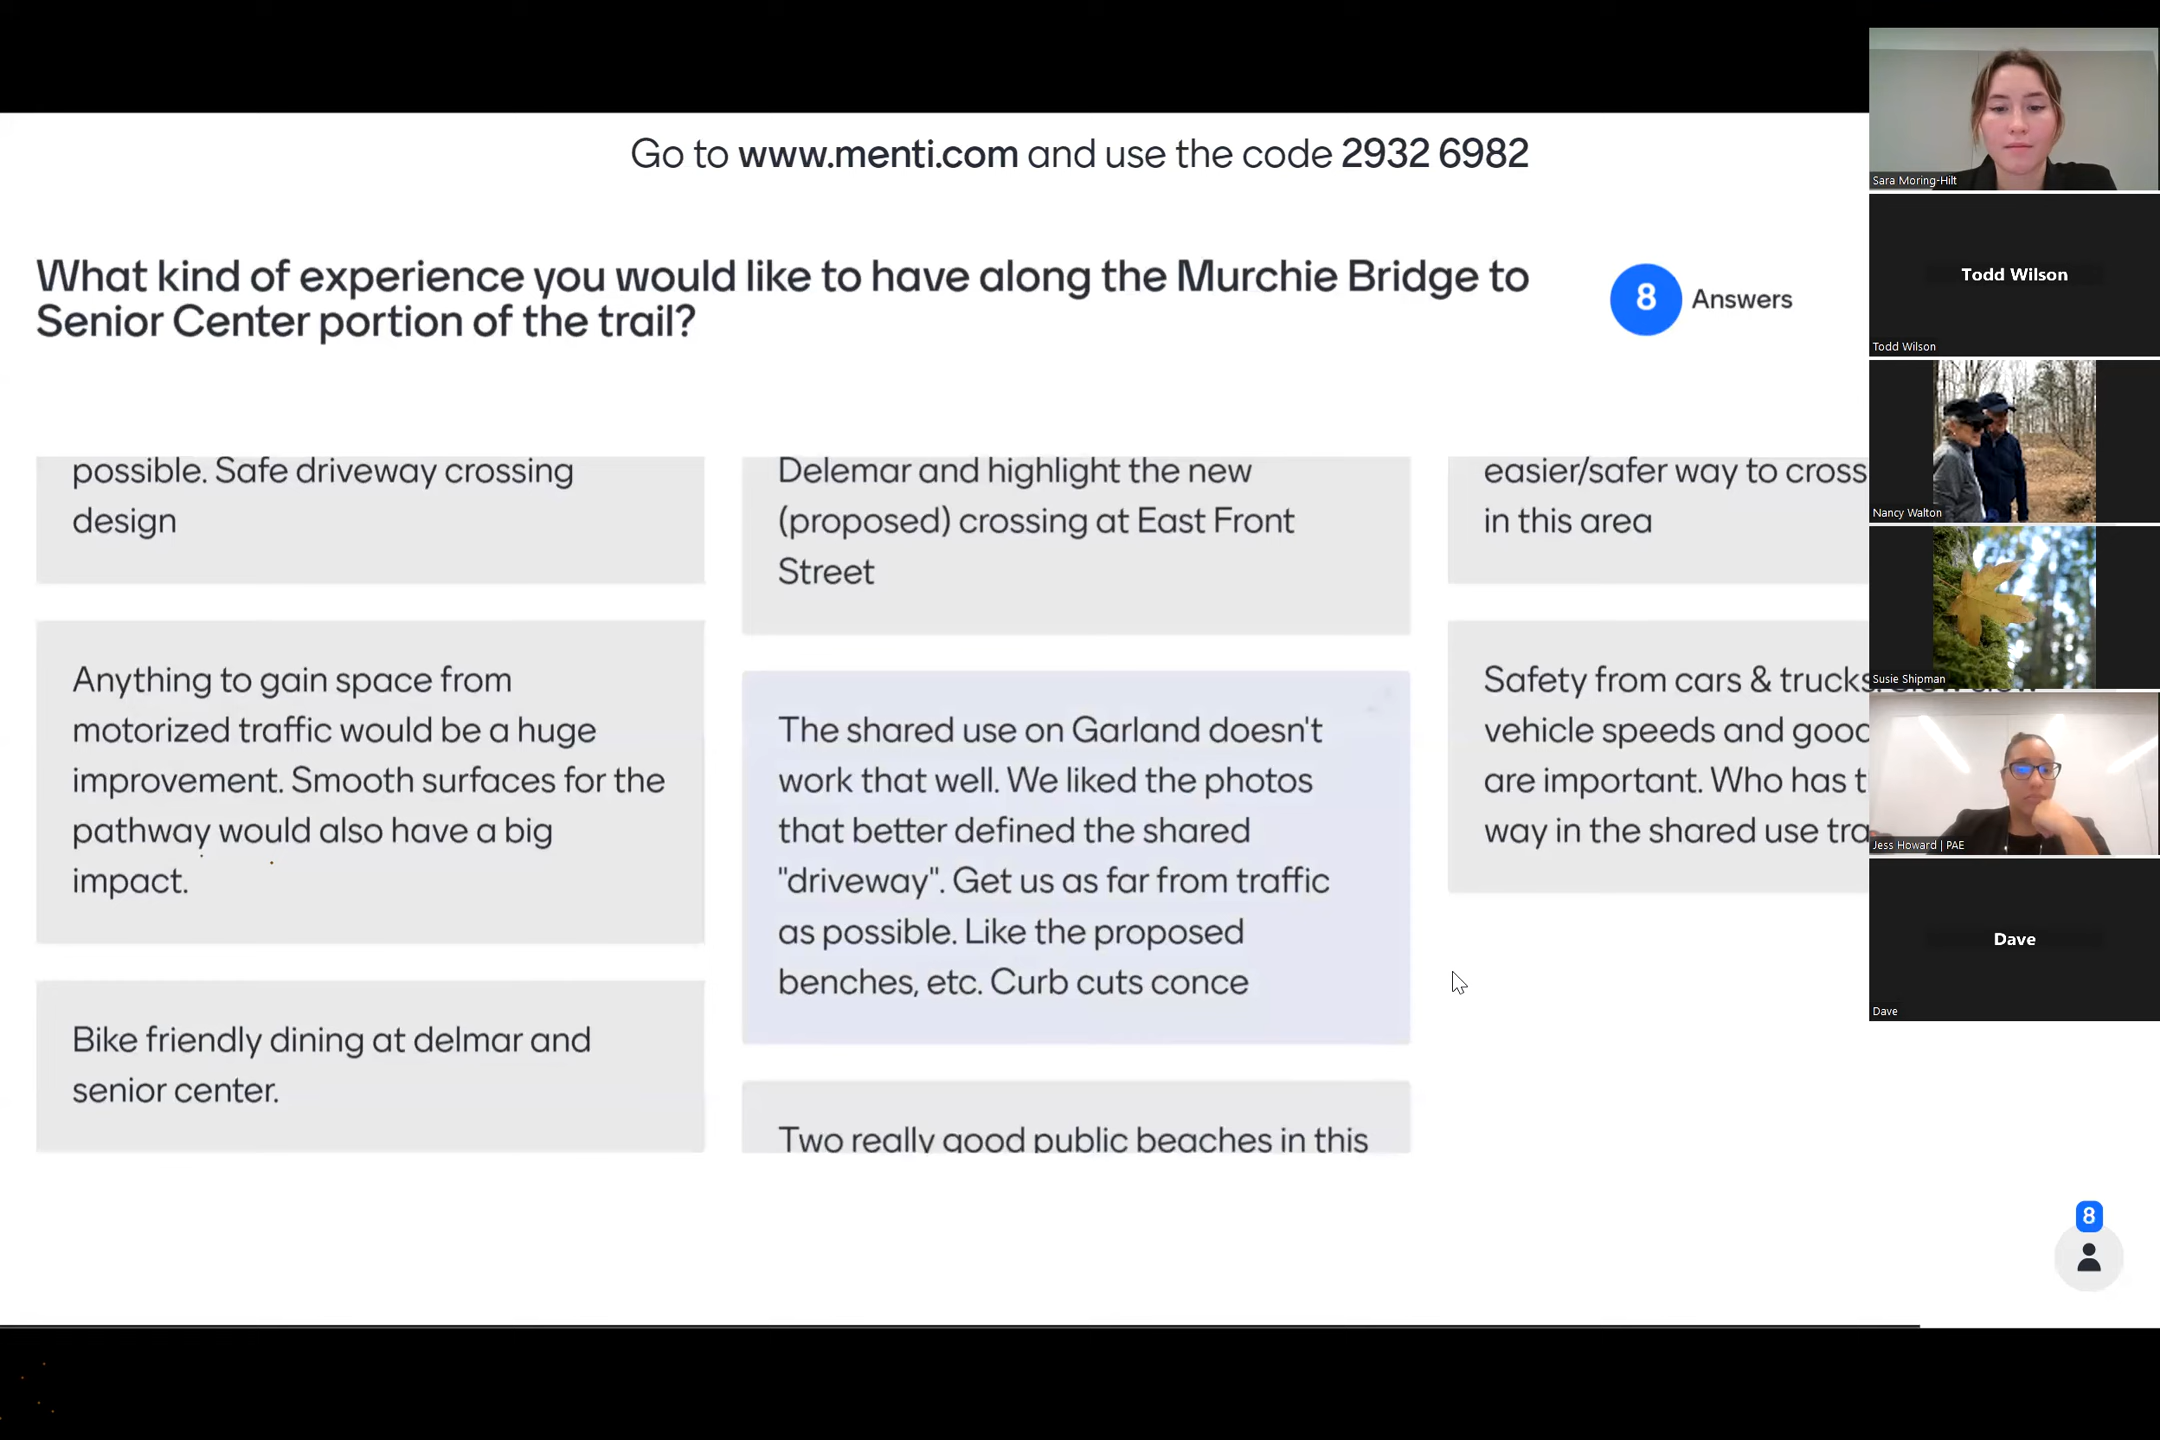 Go to www.menti.com and use the code 2932 6982
What kind of experience you would like to have along the Murchie Bridge to
Senior Center portion of the trail?
8 Answers
possible. Safe driveway crossing
design
Anything to gain space from
motorized traffic would be a huge
improvement. Smooth surfaces for the
pathway would also have a big
impact.
Bike friendly dining at delmar and
senior center.
Delemar and highlight the new
(proposed) crossing at East Front
Street
The shared use on Garland doesn't
work that well. We liked the photos
that better defined the shared
"driveway". Get us as far from traffic
as possible. Like the proposed
benches, etc. Curb cuts conce
Two really good public beaches in this
easier/safer way to cross
in this area
Safety from cars & trucks
vehicle speeds and good
are important. Who has
way in the shared use
8
Sara Moring-Hilt
Todd Wilson
Todd Wilson
Nancy Walton
Susie Shipman
Jess Howard | PAE
Dave
Dave